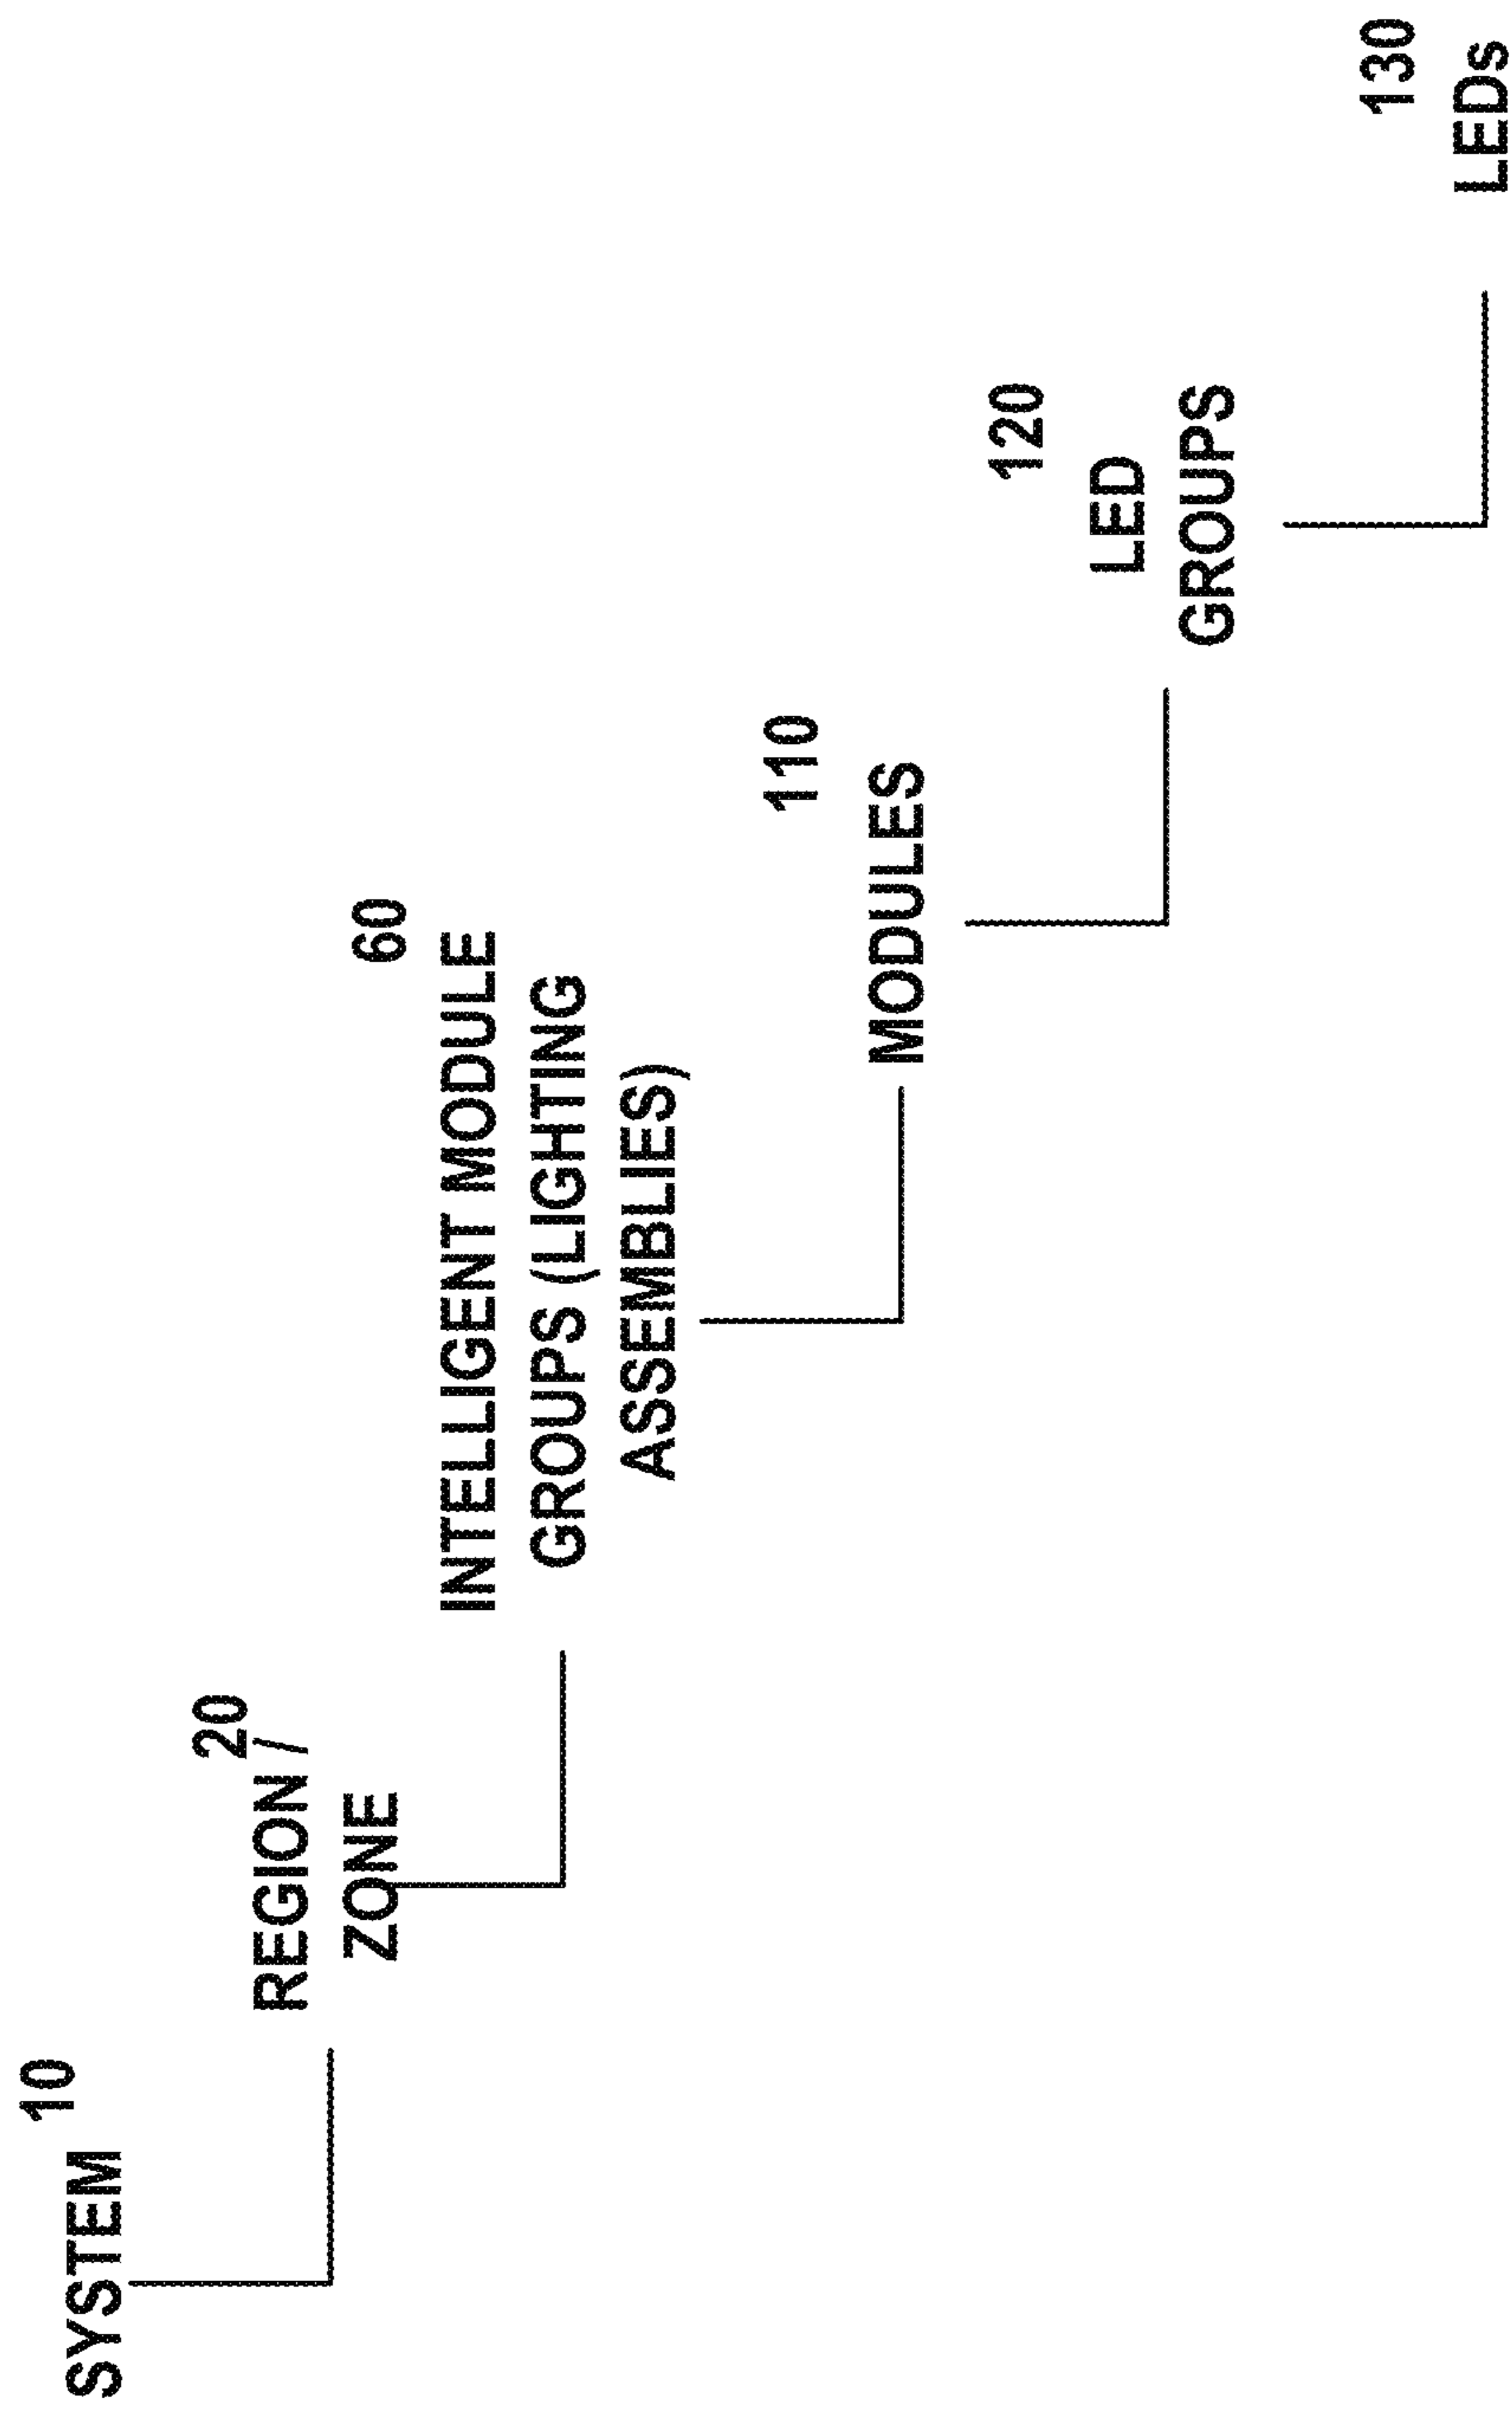 10
SYSTEM
20
REGION /
ZONE
60
INTELLIGENT MODULE
GROUPS (LIGHTING
ASSEMBLIES)
110
MODULES
120
LED
GROUPS
130
LEDs